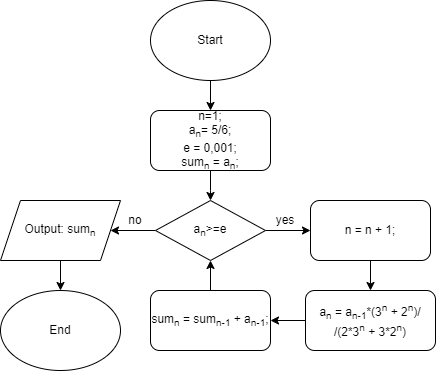 Start
n=1;
aₙ= 5/6;
e = 0,001;
sumₙ = aₙ;
no
yes
Output: sumₙ
aₙ>=e
n = n + 1;
End
sumₙ = sumₙ₋₁ + aₙ₋₁;
aₙ = aₙ₋₁*(3ⁿ + 2ⁿ)/
/(2*3ⁿ + 3*2ⁿ)